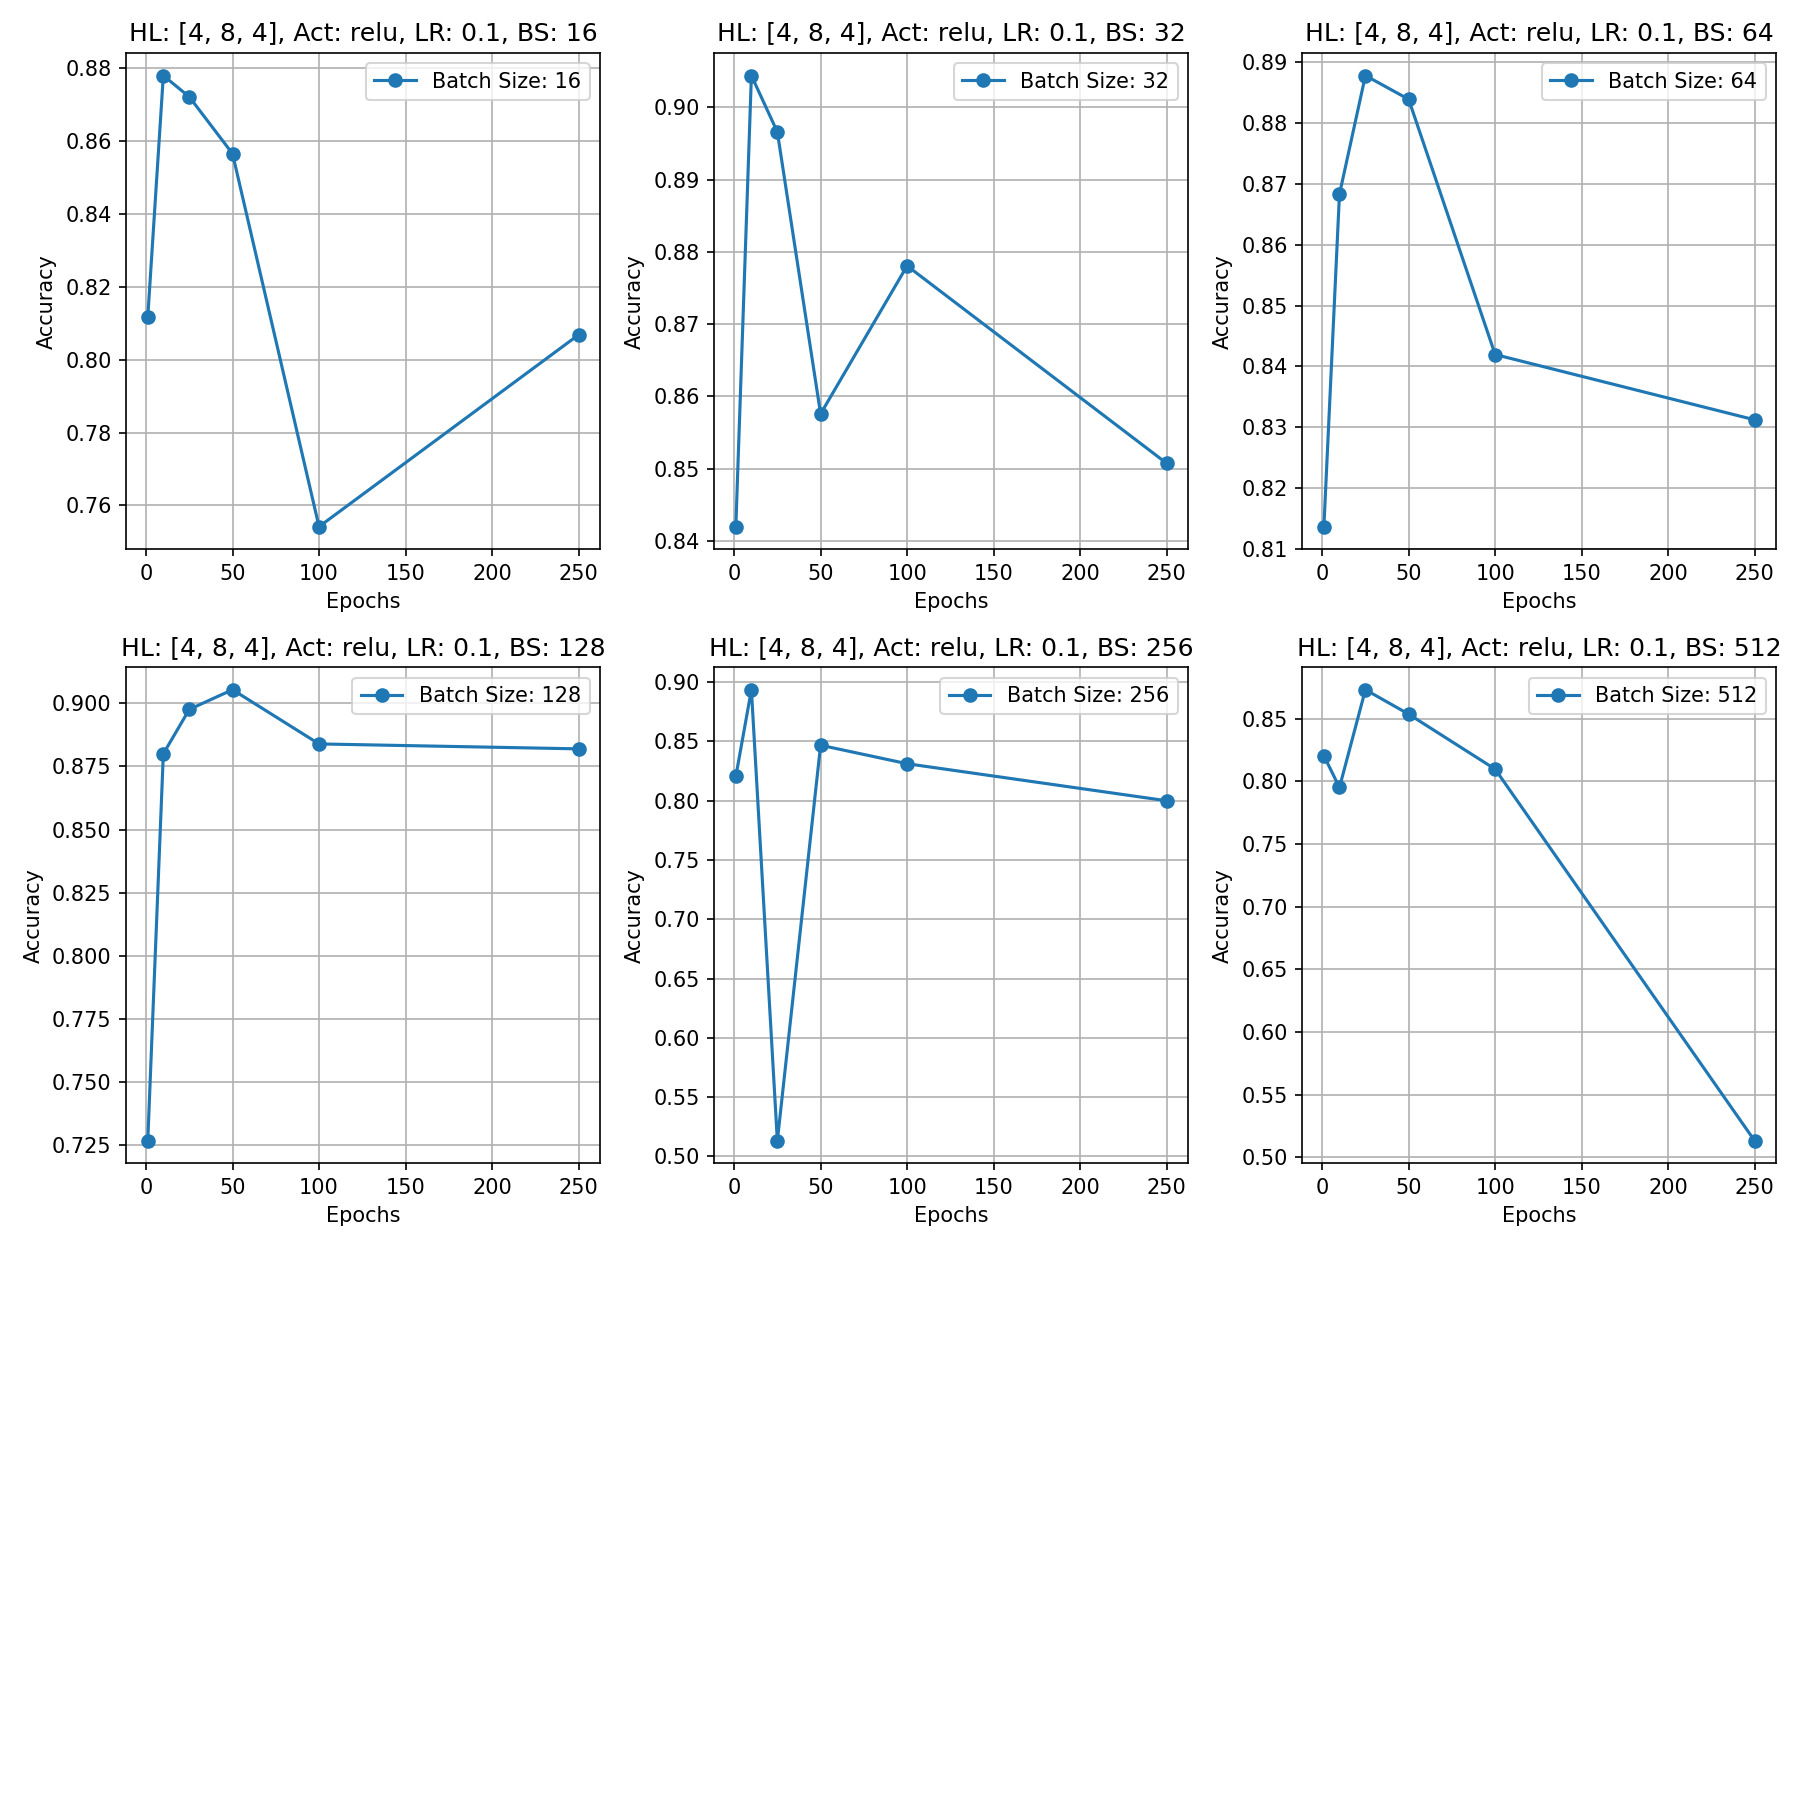 HL: [4, 8, 4], Act: relu, LR: 0.1, BS: 16
Batch Size: 16
0.88
0.86
0.84
0.82
0.80
0.78
0.76
Accuracy
0 50 100 150 200 250
Epochs
HL: [4, 8, 4], Act: relu, LR: 0.1, BS: 32
Batch Size: 32
0.90
0.89
0.88
0.87
0.86
0.85
0.84
Accuracy
0 50 100 150 200 250
Epochs
HL: [4, 8, 4], Act: relu, LR: 0.1, BS: 64
Batch Size: 64
0.89
0.88
0.87
0.86
0.85
0.84
0.83
0.82
0.81
Accuracy
0 50 100 150 200 250
Epochs
HL: [4, 8, 4], Act: relu, LR: 0.1, BS: 128
Batch Size: 128
0.900
0.875
0.850
0.825
0.800
0.775
0.750
0.725
Accuracy
0 50 100 150 200 250
Epochs
HL: [4, 8, 4], Act: relu, LR: 0.1, BS: 256
Batch Size: 256
0.90
0.85
0.80
0.75
0.70
0.65
0.60
0.55
0.50
Accuracy
0 50 100 150 200 250
Epochs
HL: [4, 8, 4], Act: relu, LR: 0.1, BS: 512
Batch Size: 512
0.85
0.80
0.75
0.70
0.65
0.60
0.55
0.50
Accuracy
0 50 100 150 200 250
Epochs